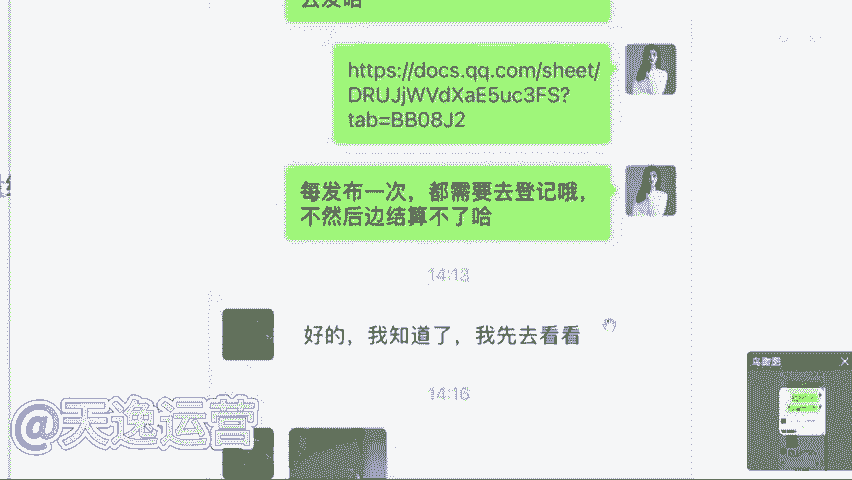 去发哈
https://docs.qq.com/sheet/
DRUJjWVdXaE5uc3FS?
tab=BB08J2
每发布一次，都需要去登记哦，
不然后边结算不了哈
14:13
好的，我知道了，我先去看看
14:16
@天逸运营